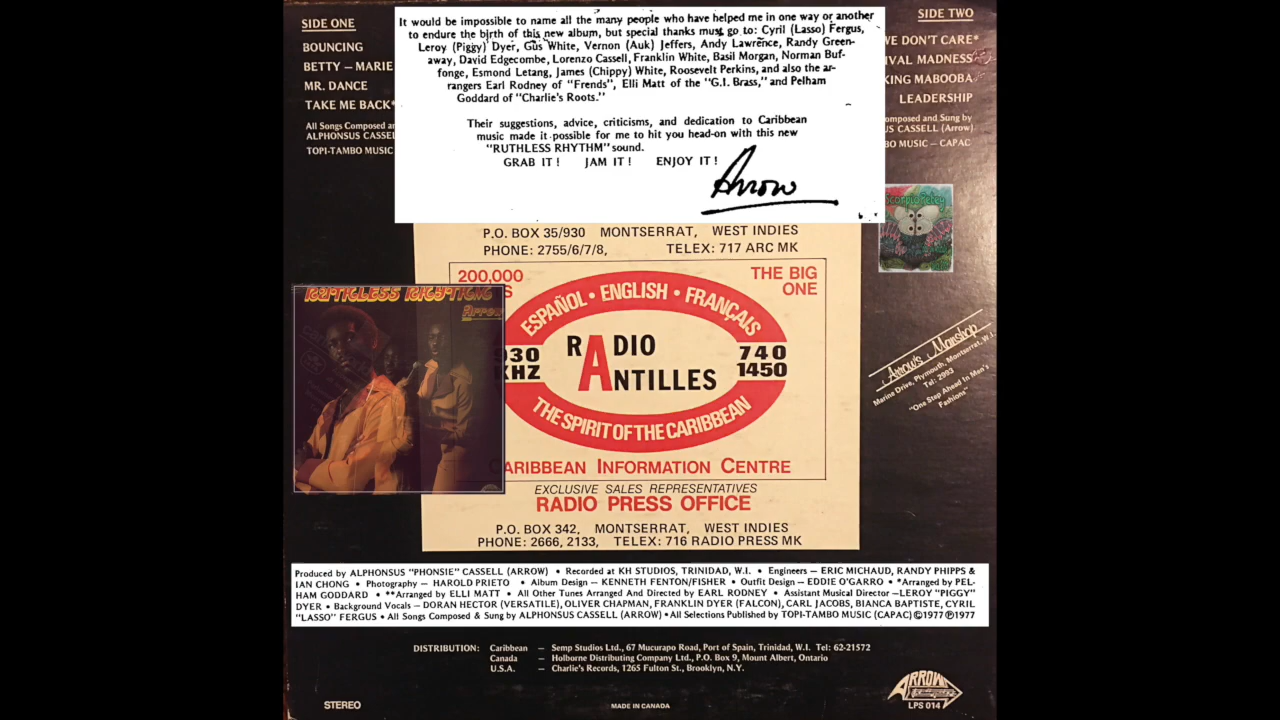 SIDE ONE
BOUNCING
BETTY – MARIE
MR. DANCE
TAKE ME BACK*
All Songs Composed
ALPHONSUS
TOPI-TAMBO MUSIC
It would be impossible to name all the many people who have helped me in one way or another
to endure the birth of this new album, but special thanks must go to: Cyril (Lasso) Fergus,
Leroy (Piggy) Dyer, Gus White, Vernon (Auk) Jeffers, Andy Lawrence, Randy Green-
away, David Edgecombe, Lorenzo Cassell, Franklin White, Basil Morgan, Norman Buf-
fonge, Esmond Letang, James (Chippy) White, Roosevelt Perkins, and also the ar-
rangers Earl Rodney of "Frends", Elli Matt of the "G.I. Brass," and Pelham
Goddard of "Charlie's Roots."
Their suggestions, advice, criticisms, and dedication to Caribbean
music made it possible for me to hit you head-on with this new
"RUTHLESS RHYTHM" sound.
GRAB IT! JAM IT! ENJOY IT!
Arrow
SIDE TWO
WE DON'T CARE*
MADNESS
MABOOBA
LEADERSHIP
and Sung by
CASSELL (Arrow)
MUSIC – CAPAC
P.O. BOX 35/930 MONTSERRAT, WEST INDIES
PHONE: 2755/6/7/8, TELEX: 717 ARC MK
200,000
THE BIG
ONE
ESPAÑOL • ENGLISH • FRANÇAIS
930
KHZ
RADIO
ANTILLES
740
1450
THE SPIRIT OF THE CARIBBEAN
CARIBBEAN INFORMATION CENTRE
EXCLUSIVE SALES REPRESENTATIVES
RADIO PRESS OFFICE
P.O. BOX 342, MONTSERRAT, WEST INDIES
PHONE: 2666, 2133, TELEX: 716 RADIO PRESS MK
RUTHLESS RHYTHM
Arrow
Arrow's Manshop
Marine Drive, Plymouth, Montserrat, W.I.
Tel: 2993
"One Step Ahead In Men's
Fashions"
Produced by ALPHONSUS "PHONSIE" CASSELL (ARROW) • Recorded at KH STUDIOS, TRINIDAD, W.I. • Engineers – ERIC MICHAUD, RANDY PHIPPS &
IAN CHONG • Photography – HAROLD PRIETO • Album Design – KENNETH FENTON/FISHER • Outfit Design – EDDIE O'GARRO • *Arranged by PEL-
HAM GODDARD • **Arranged by ELLI MATT • All Other Tunes Arranged And Directed by EARL RODNEY • Assistant Musical Director –LEROY "PIGGY"
DYER • Background Vocals – DORAN HECTOR (VERSATILE), OLIVER CHAPMAN, FRANKLIN DYER (FALCON), CARL JACOBS, BIANCA BAPTISTE, CYRIL
"LASSO" FERGUS • All Songs Composed & Sung by ALPHONSUS CASSELL (ARROW) • All Selections Published by TOPI-TAMBO MUSIC (CAPAC) ©1977 ℗1977
DISTRIBUTION: Caribbean – Semp Studios Ltd., 67 Mucurapo Road, Port of Spain, Trinidad, W.I. Tel: 62-21572
Canada – Holborne Distributing Company Ltd., P.O. Box 9, Mount Albert, Ontario
U.S.A. – Charlie's Records, 1265 Fulton St., Brooklyn, N.Y.
STEREO
MADE IN CANADA
ARROW
LPS 014